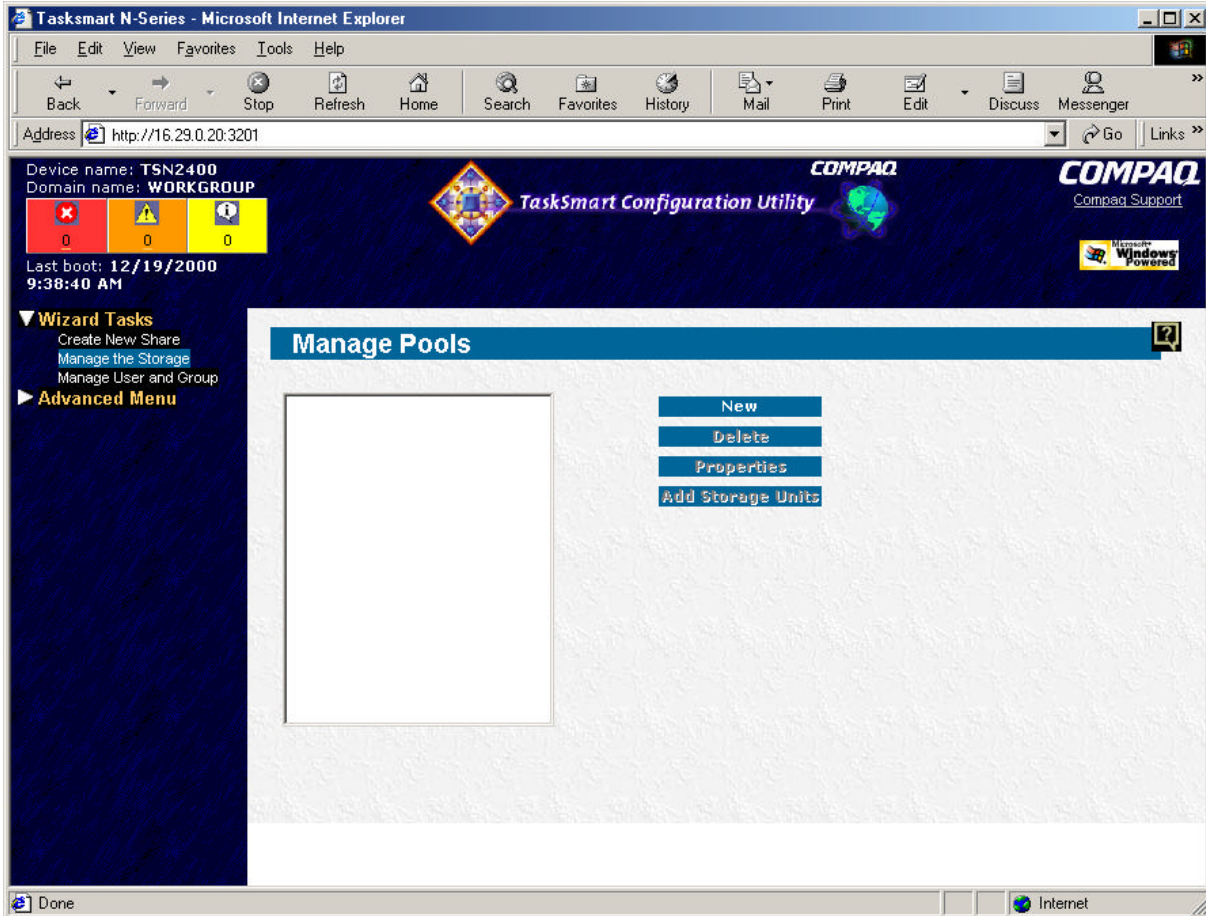 Tasksmart N-Series - Microsoft Internet Explorer
File Edit View Favorites Tools Help
Back Forward Stop Refresh Home Search Favorites History Mail Print Edit Discuss Messenger »
Address http://16.29.0.20:3201 Go Links »
Device name: TSN2400
Domain name: WORKGROUP
0 0 0
Last boot: 12/19/2000
9:38:40 AM
TaskSmart Configuration Utility
COMPAQ
COMPAQ
Compaq Support
Microsoft
Windows
Powered
Wizard Tasks
Create New Share
Manage the Storage
Manage User and Group
Advanced Menu
Manage Pools
New
Delete
Properties
Add Storage Units
Done Internet